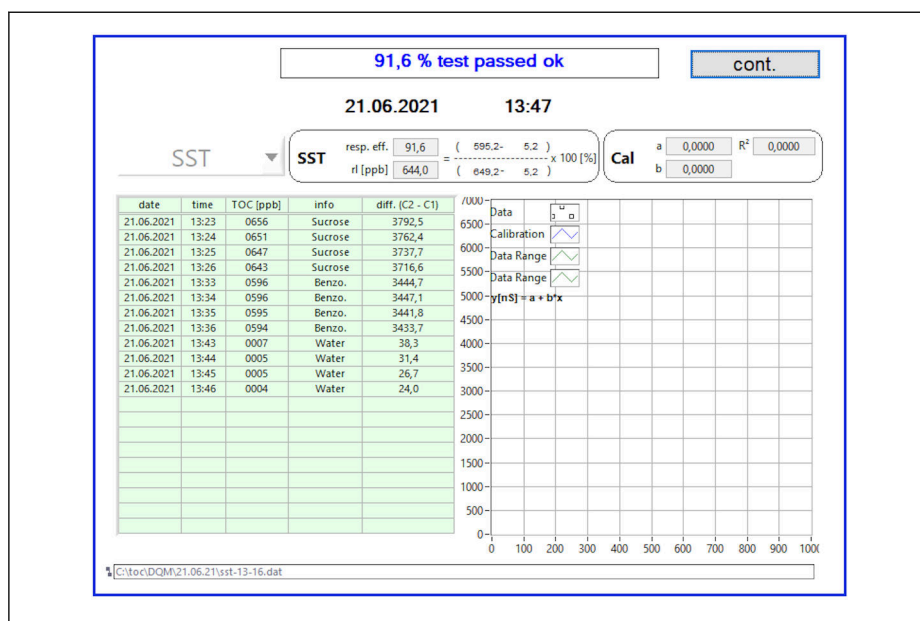 91,6 % test passed ok
cont.
21.06.2021 13:47
SST
SST resp. eff. 91,6 = ( 595,2- 5,2 ) x 100 [%]
rl [ppb] 644,0 ( 649,2- 5,2 )
Cal a 0,0000 R² 0,0000
b 0,0000
date time TOC [ppb] info diff. (C2 - C1)
21.06.2021 13:23 0656 Sucrose 3792,5
21.06.2021 13:24 0651 Sucrose 3762,4
21.06.2021 13:25 0647 Sucrose 3737,7
21.06.2021 13:26 0643 Sucrose 3716,6
21.06.2021 13:33 0596 Benzo. 3444,7
21.06.2021 13:34 0596 Benzo. 3447,1
21.06.2021 13:35 0595 Benzo. 3441,8
21.06.2021 13:36 0594 Benzo. 3433,7
21.06.2021 13:43 0007 Water 38,3
21.06.2021 13:44 0005 Water 31,4
21.06.2021 13:45 0005 Water 26,7
21.06.2021 13:46 0004 Water 24,0
Data
Calibration
Data Range
Data Range
y[nS] = a + b*x
7000
6500
6000
5500
5000
4500
4000
3500
3000
2500
2000
1500
1000
500
0
0 100 200 300 400 500 600 700 800 900 100
C:\toc\DQM\21.06.21\sst-13-16.dat